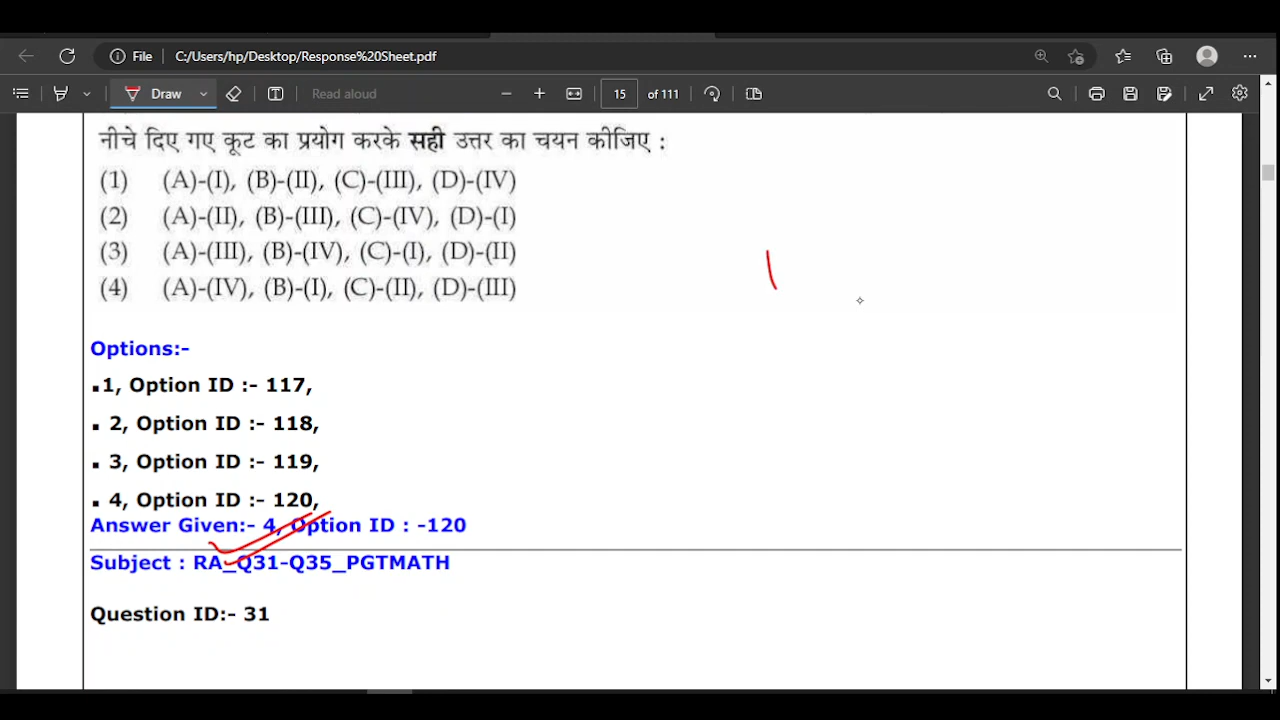 File C:/Users/hp/Desktop/Response%20Sheet.pdf
Draw Read aloud 15 of 111
नीचे दिए गए कूट का प्रयोग करके सही उत्तर का चयन कीजिए :
(1) (A)-(I), (B)-(II), (C)-(III), (D)-(IV)
(2) (A)-(II), (B)-(III), (C)-(IV), (D)-(I)
(3) (A)-(III), (B)-(IV), (C)-(I), (D)-(II)
(4) (A)-(IV), (B)-(I), (C)-(II), (D)-(III)
Options:-
1, Option ID :- 117,
2, Option ID :- 118,
3, Option ID :- 119,
4, Option ID :- 120,
Answer Given:- 4, Option ID : -120
Subject : RA_Q31-Q35_PGTMATH
Question ID:- 31